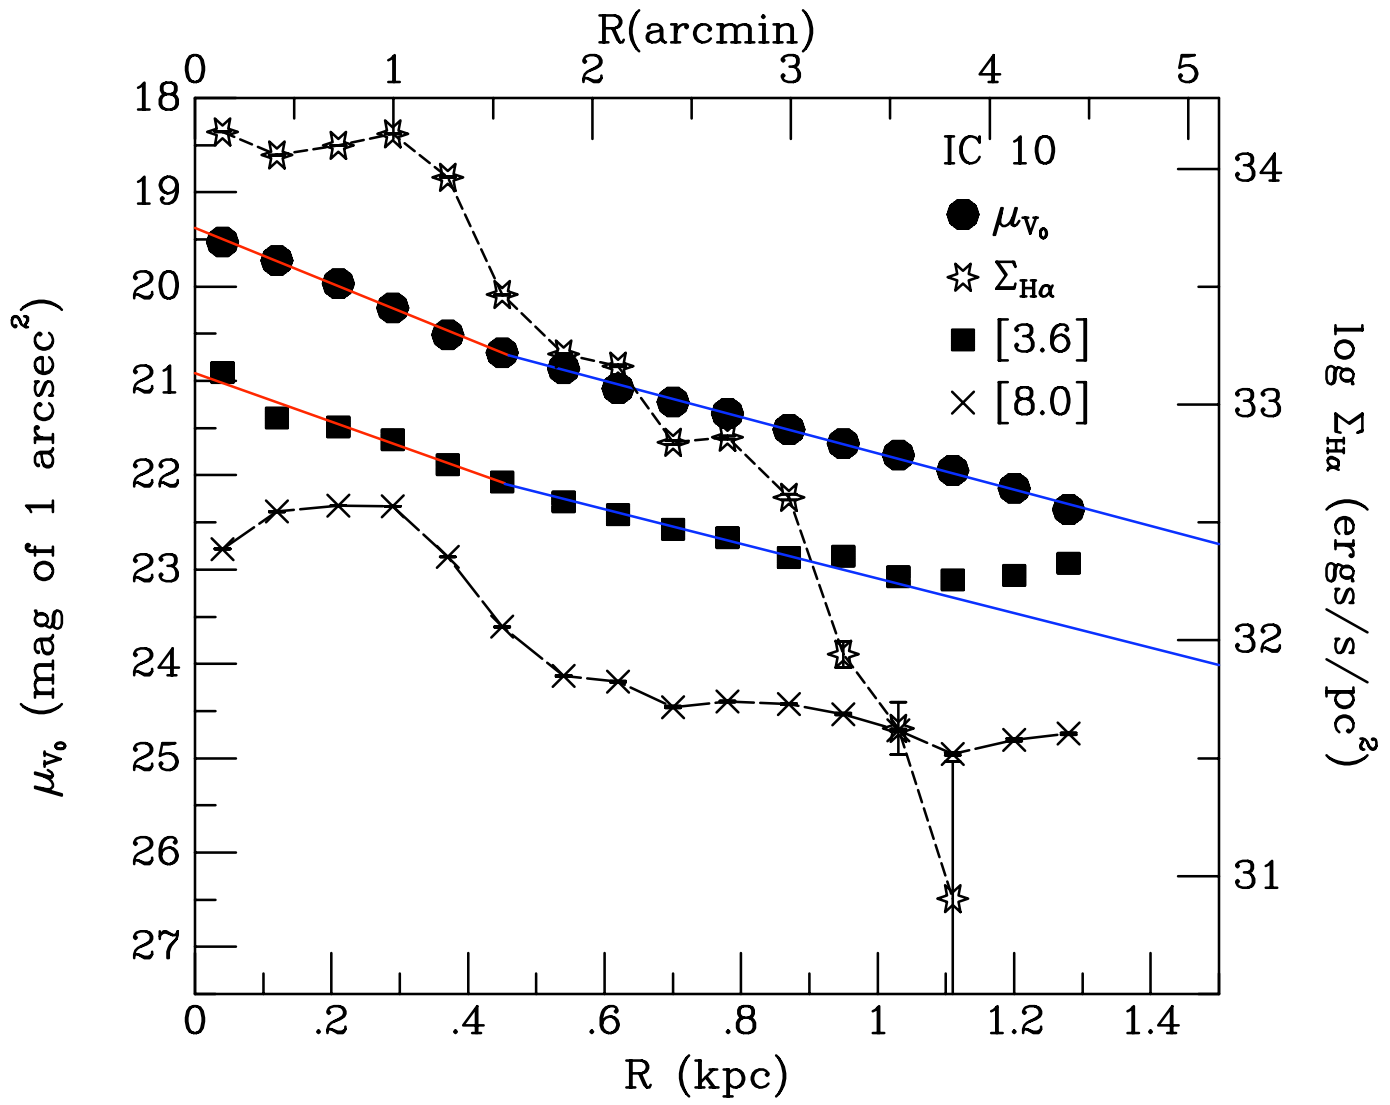 R(arcmin)
0 1 2 3 4 5
18
19
20
21
22
23
24
25
26
27
μV₀ (mag of 1 arcsec²)
IC 10
μV₀
ΣHα
[3.6]
[8.0]
34
33
32
31
log ΣHα (ergs/s/pc²)
0 .2 .4 .6 .8 1 1.2 1.4
R (kpc)